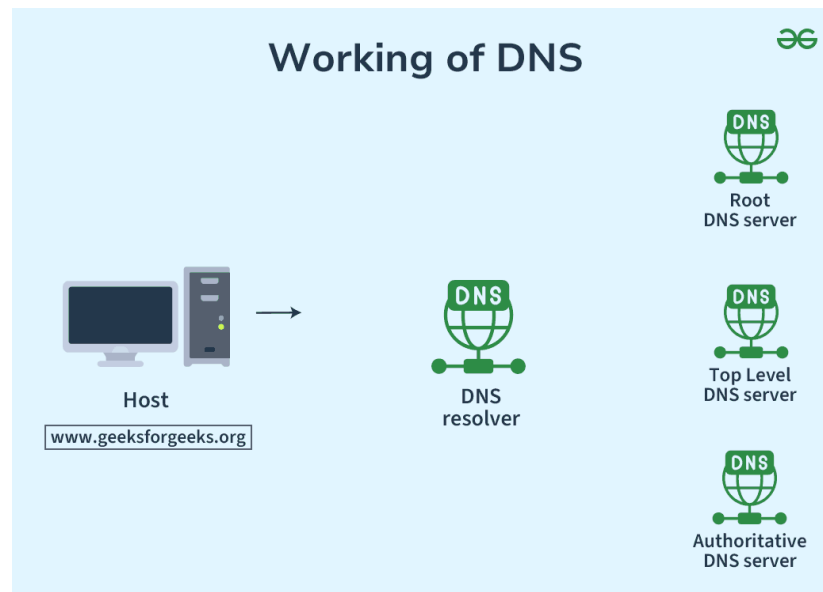 Working of DNS
DNS
Root
DNS server
DNS
DNS
Top Level
DNS server
Host
DNS
resolver
www.geeksforgeeks.org
DNS
Authoritative
DNS server